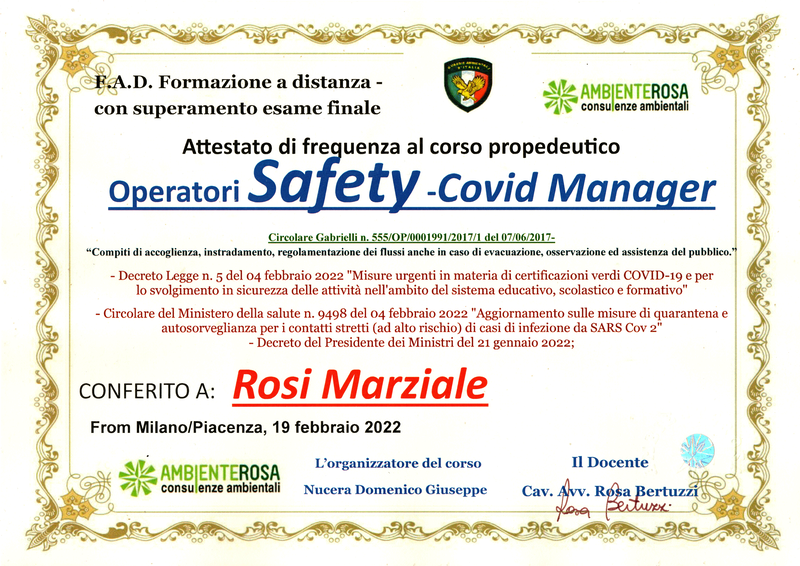 F.A.D. Formazione a distanza -
con superamento esame finale
AMBIENTEROSA
consulenze ambientali
Attestato di frequenza al corso propedeutico
Operatori Safety -Covid Manager
Circolare Gabrielli n. 555/OP/0001991/2017/1 del 07/06/2017-
“Compiti di accoglienza, instradamento, regolamentazione dei flussi anche in caso di evacuazione, osservazione ed assistenza del pubblico.”
- Decreto Legge n. 5 del 04 febbraio 2022 "Misure urgenti in materia di certificazioni verdi COVID-19 e per
lo svolgimento in sicurezza delle attività nell'ambito del sistema educativo, scolastico e formativo"
- Circolare del Ministero della salute n. 9498 del 04 febbraio 2022 "Aggiornamento sulle misure di quarantena e
autosorveglianza per i contatti stretti (ad alto rischio) di casi di infezione da SARS Cov 2"
- Decreto del Presidente dei Ministri del 21 gennaio 2022;
CONFERITO A: Rosi Marziale
From Milano/Piacenza, 19 febbraio 2022
AMBIENTEROSA
consulenze ambientali
L'organizzatore del corso
Nucera Domenico Giuseppe
Il Docente
Cav. Avv. Rosa Bertuzzi
Rosa Bertuzzi